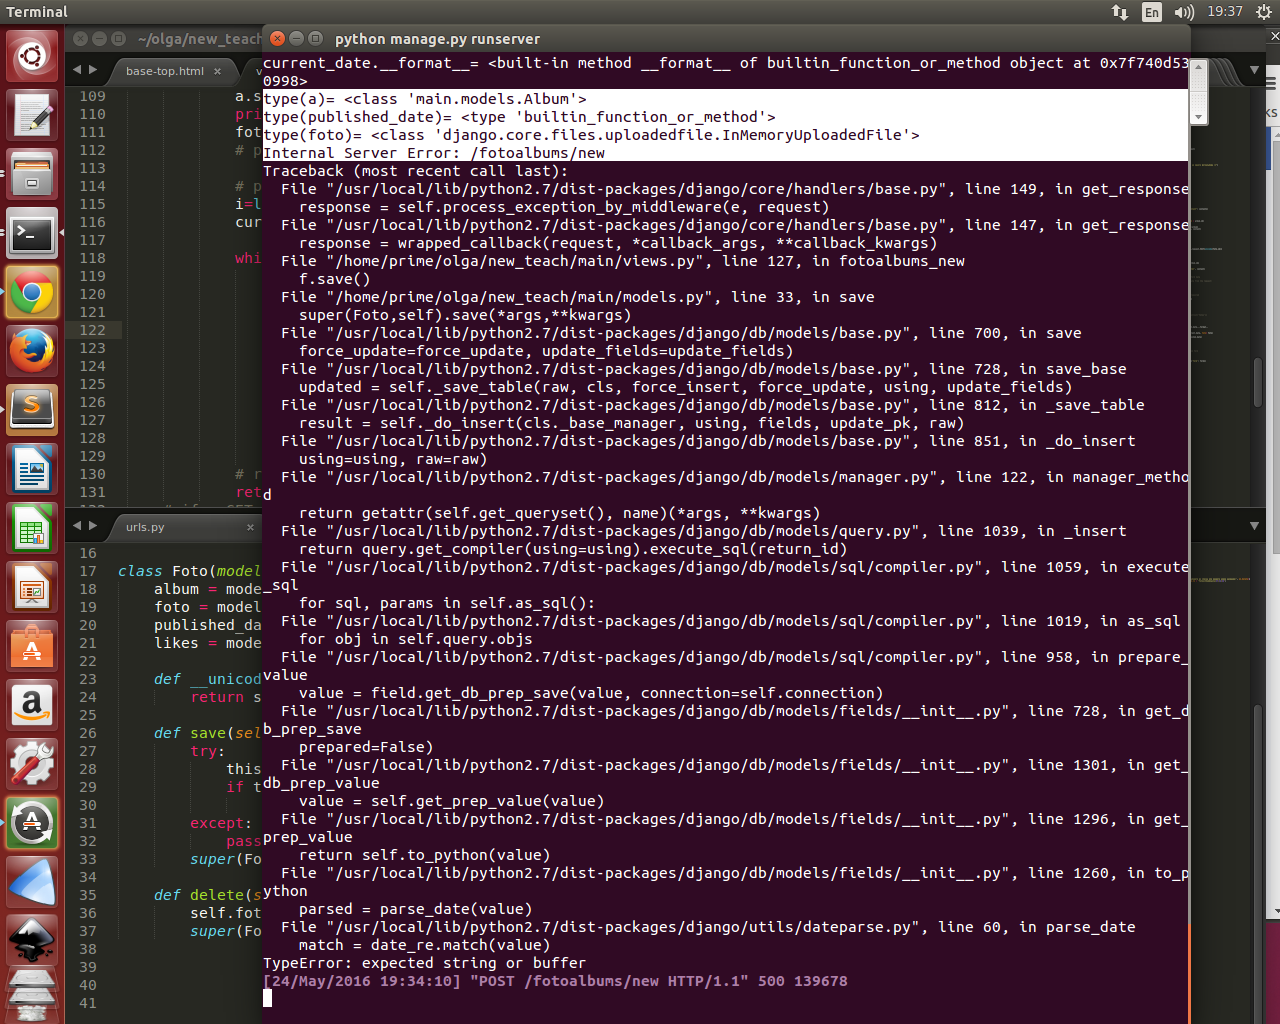 Terminal
En
19:37
~/olga/new_teach
python manage.py runserver
base-top.html
109 a.s
110 pri
111 fot
112 # p
113
114 # p
115 i=l
116 cur
117
118 whi
119
120
121
122
123
124
125
126
127
128
129
130 # r
131 ret
urls.py
16
17 class Foto(model
18 album = mode
19 foto = model
20 published_da
21 likes = mode
22
23 def __unicod
24 return s
25
26 def save(sel
27 try:
28 this
29 if t
30
31 except:
32 pass
33 super(Fo
34
35 def delete(s
36 self.fot
37 super(Fo
38
39
40
41
current_date.__format__= <built-in method __format__ of builtin_function_or_method object at 0x7f740d53
0998>
type(a)= <class 'main.models.Album'>
type(published_date)= <type 'builtin_function_or_method'>
type(foto)= <class 'django.core.files.uploadedfile.InMemoryUploadedFile'>
Internal Server Error: /fotoalbums/new
Traceback (most recent call last):
File "/usr/local/lib/python2.7/dist-packages/django/core/handlers/base.py", line 149, in get_response
response = self.process_exception_by_middleware(e, request)
File "/usr/local/lib/python2.7/dist-packages/django/core/handlers/base.py", line 147, in get_response
response = wrapped_callback(request, *callback_args, **callback_kwargs)
File "/home/prime/olga/new_teach/main/views.py", line 127, in fotoalbums_new
f.save()
File "/home/prime/olga/new_teach/main/models.py", line 33, in save
super(Foto,self).save(*args,**kwargs)
File "/usr/local/lib/python2.7/dist-packages/django/db/models/base.py", line 700, in save
force_update=force_update, update_fields=update_fields)
File "/usr/local/lib/python2.7/dist-packages/django/db/models/base.py", line 728, in save_base
updated = self._save_table(raw, cls, force_insert, force_update, using, update_fields)
File "/usr/local/lib/python2.7/dist-packages/django/db/models/base.py", line 812, in _save_table
result = self._do_insert(cls._base_manager, using, fields, update_pk, raw)
File "/usr/local/lib/python2.7/dist-packages/django/db/models/base.py", line 851, in _do_insert
using=using, raw=raw)
File "/usr/local/lib/python2.7/dist-packages/django/db/models/manager.py", line 122, in manager_metho
d
return getattr(self.get_queryset(), name)(*args, **kwargs)
File "/usr/local/lib/python2.7/dist-packages/django/db/models/query.py", line 1039, in _insert
return query.get_compiler(using=using).execute_sql(return_id)
File "/usr/local/lib/python2.7/dist-packages/django/db/models/sql/compiler.py", line 1059, in execute
_sql
for sql, params in self.as_sql():
File "/usr/local/lib/python2.7/dist-packages/django/db/models/sql/compiler.py", line 1019, in as_sql
for obj in self.query.objs
File "/usr/local/lib/python2.7/dist-packages/django/db/models/sql/compiler.py", line 958, in prepare_
value
value = field.get_db_prep_save(value, connection=self.connection)
File "/usr/local/lib/python2.7/dist-packages/django/db/models/fields/__init__.py", line 728, in get_d
b_prep_save
prepared=False)
File "/usr/local/lib/python2.7/dist-packages/django/db/models/fields/__init__.py", line 1301, in get_
db_prep_value
value = self.get_prep_value(value)
File "/usr/local/lib/python2.7/dist-packages/django/db/models/fields/__init__.py", line 1296, in get_
prep_value
return self.to_python(value)
File "/usr/local/lib/python2.7/dist-packages/django/db/models/fields/__init__.py", line 1260, in to_p
ython
parsed = parse_date(value)
File "/usr/local/lib/python2.7/dist-packages/django/utils/dateparse.py", line 60, in parse_date
match = date_re.match(value)
TypeError: expected string or buffer
[24/May/2016 19:34:10] "POST /fotoalbums/new HTTP/1.1" 500 139678